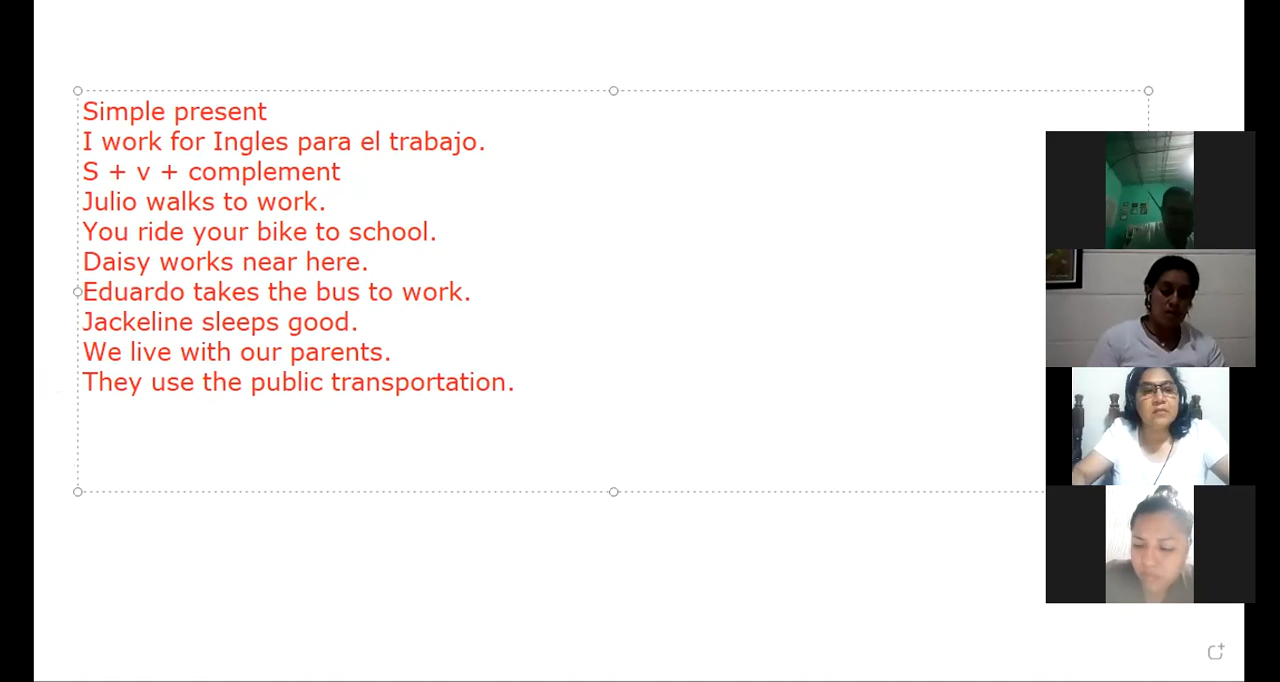 Simple present
I work for Ingles para el trabajo.
S + v + complement
Julio walks to work.
You ride your bike to school.
Daisy works near here.
Eduardo takes the bus to work.
Jackeline sleeps good.
We live with our parents.
They use the public transportation.